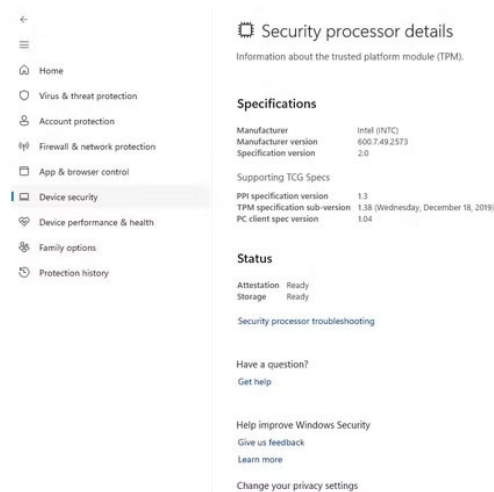 Home
Virus & threat protection
Account protection
Firewall & network protection
App & browser control
Device security
Device performance & health
Family options
Protection history
Security processor details
Information about the trusted platform module (TPM).
Specifications
Manufacturer Intel (INTC)
Manufacturer version 600.7.49.2573
Specification version 2.0
Supporting TCG Specs
PPI specification version 1.3
TPM specification sub-version 1.38 (Wednesday, December 18, 2019)
PC client spec version 1.04
Status
Attestation Ready
Storage Ready
Security processor troubleshooting
Have a question?
Get help
Help improve Windows Security
Give us feedback
Learn more
Change your privacy settings